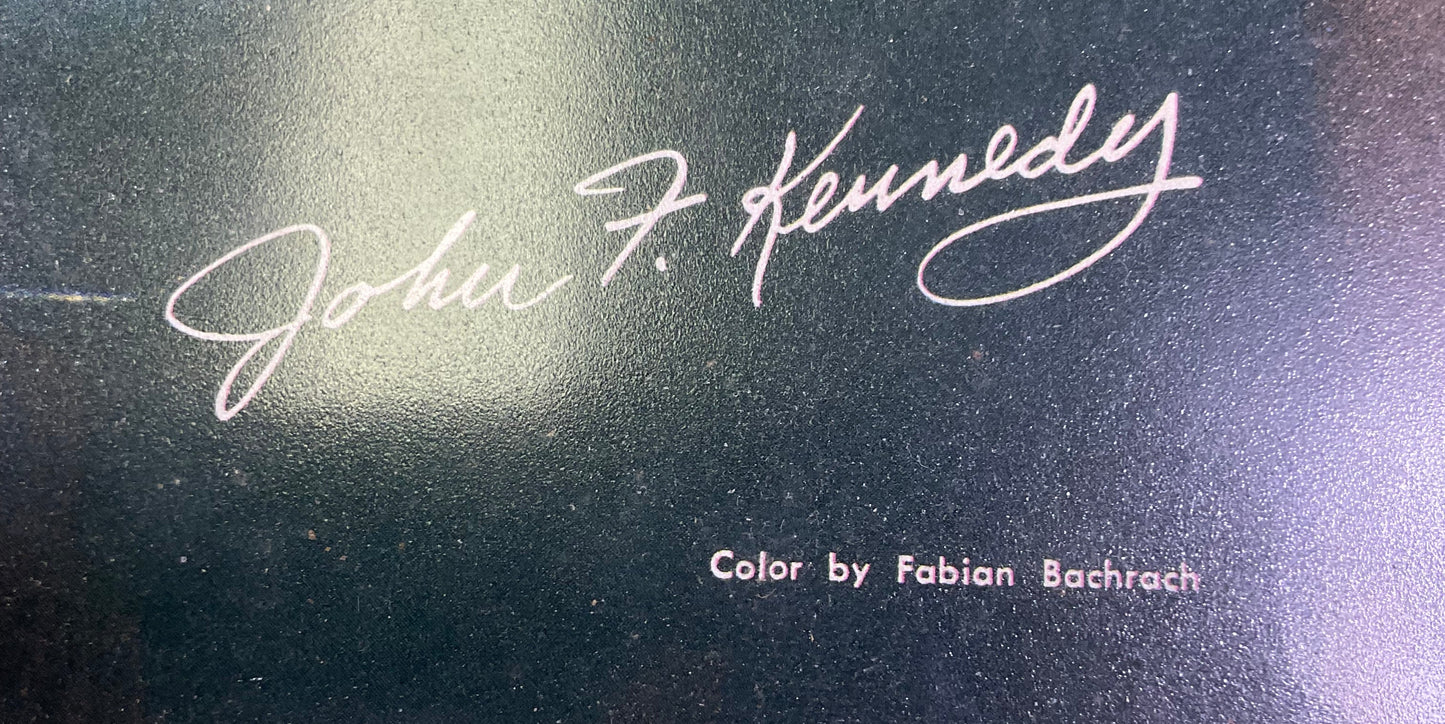 John F. Kennedy
Color by Fabian Bachrach